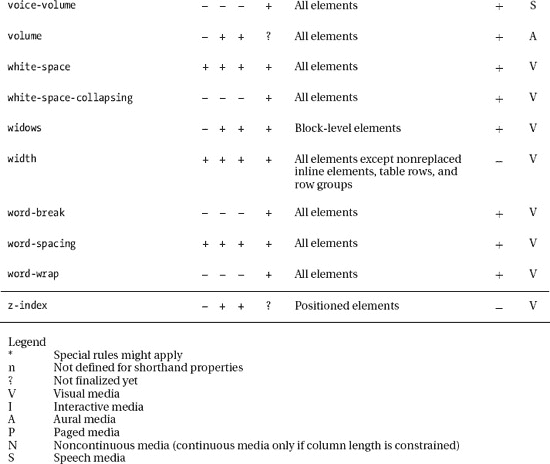 voice-volume – – – + All elements + S
volume – + + ? All elements + A
white-space + + + + All elements + V
white-space-collapsing – – – + All elements + V
widows – + + + Block-level elements + V
width + + + + All elements except nonreplaced – V
inline elements, table rows, and
row groups
word-break – – – + All elements + V
word-spacing + + + + All elements + V
word-wrap – – – + All elements + V
z-index – + + ? Positioned elements – V
Legend
* Special rules might apply
n Not defined for shorthand properties
? Not finalized yet
V Visual media
I Interactive media
A Aural media
P Paged media
N Noncontinuous media (continuous media only if column length is constrained)
S Speech media